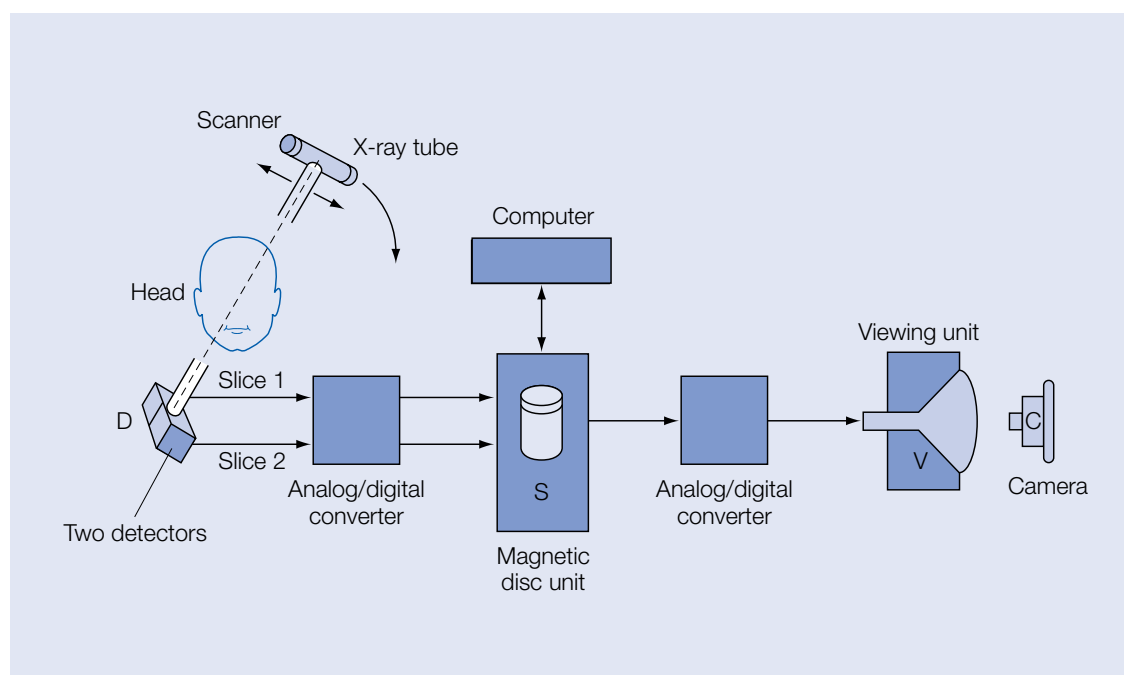 Scanner
X-ray tube
Computer
Head
Viewing unit
Slice 1
D
C
Slice 2
S
V
Analog/digital
converter
Analog/digital
converter
Camera
Two detectors
Magnetic
disc unit